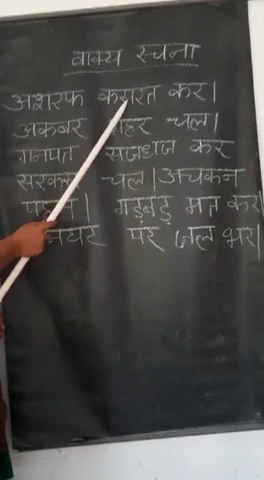 वाक्य रचना
अशरफ कसरत कर।
अकबर शहर चल।
गनपत सजधज कर
सरकस चल। अचकन
पहन। गड़बड़ मत कर।
पर जल भर।